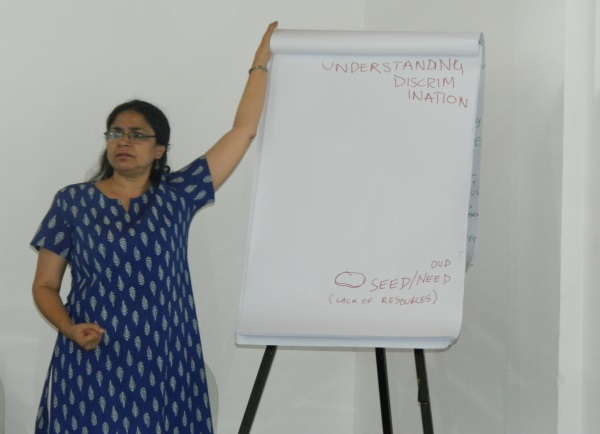 UNDERSTANDING
DISCRIM
INATION
OUD
SEED/NEED
(LACK OF RESOURCES)